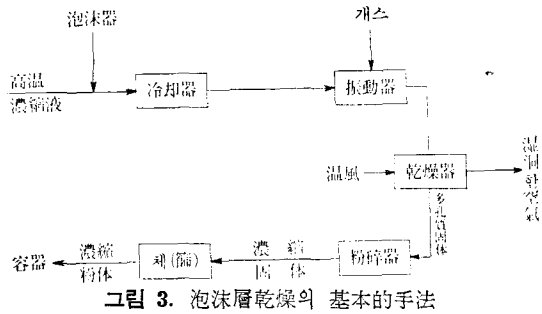 泡沫器
개스
高温
濃縮液
冷却器
振動器
温風
乾燥器
湿潤한空氣
多孔質固体
容器
濃縮
粉体
체(篩)
濃縮
固体
粉碎器
그림 3. 泡沫層乾燥의 基本的手法